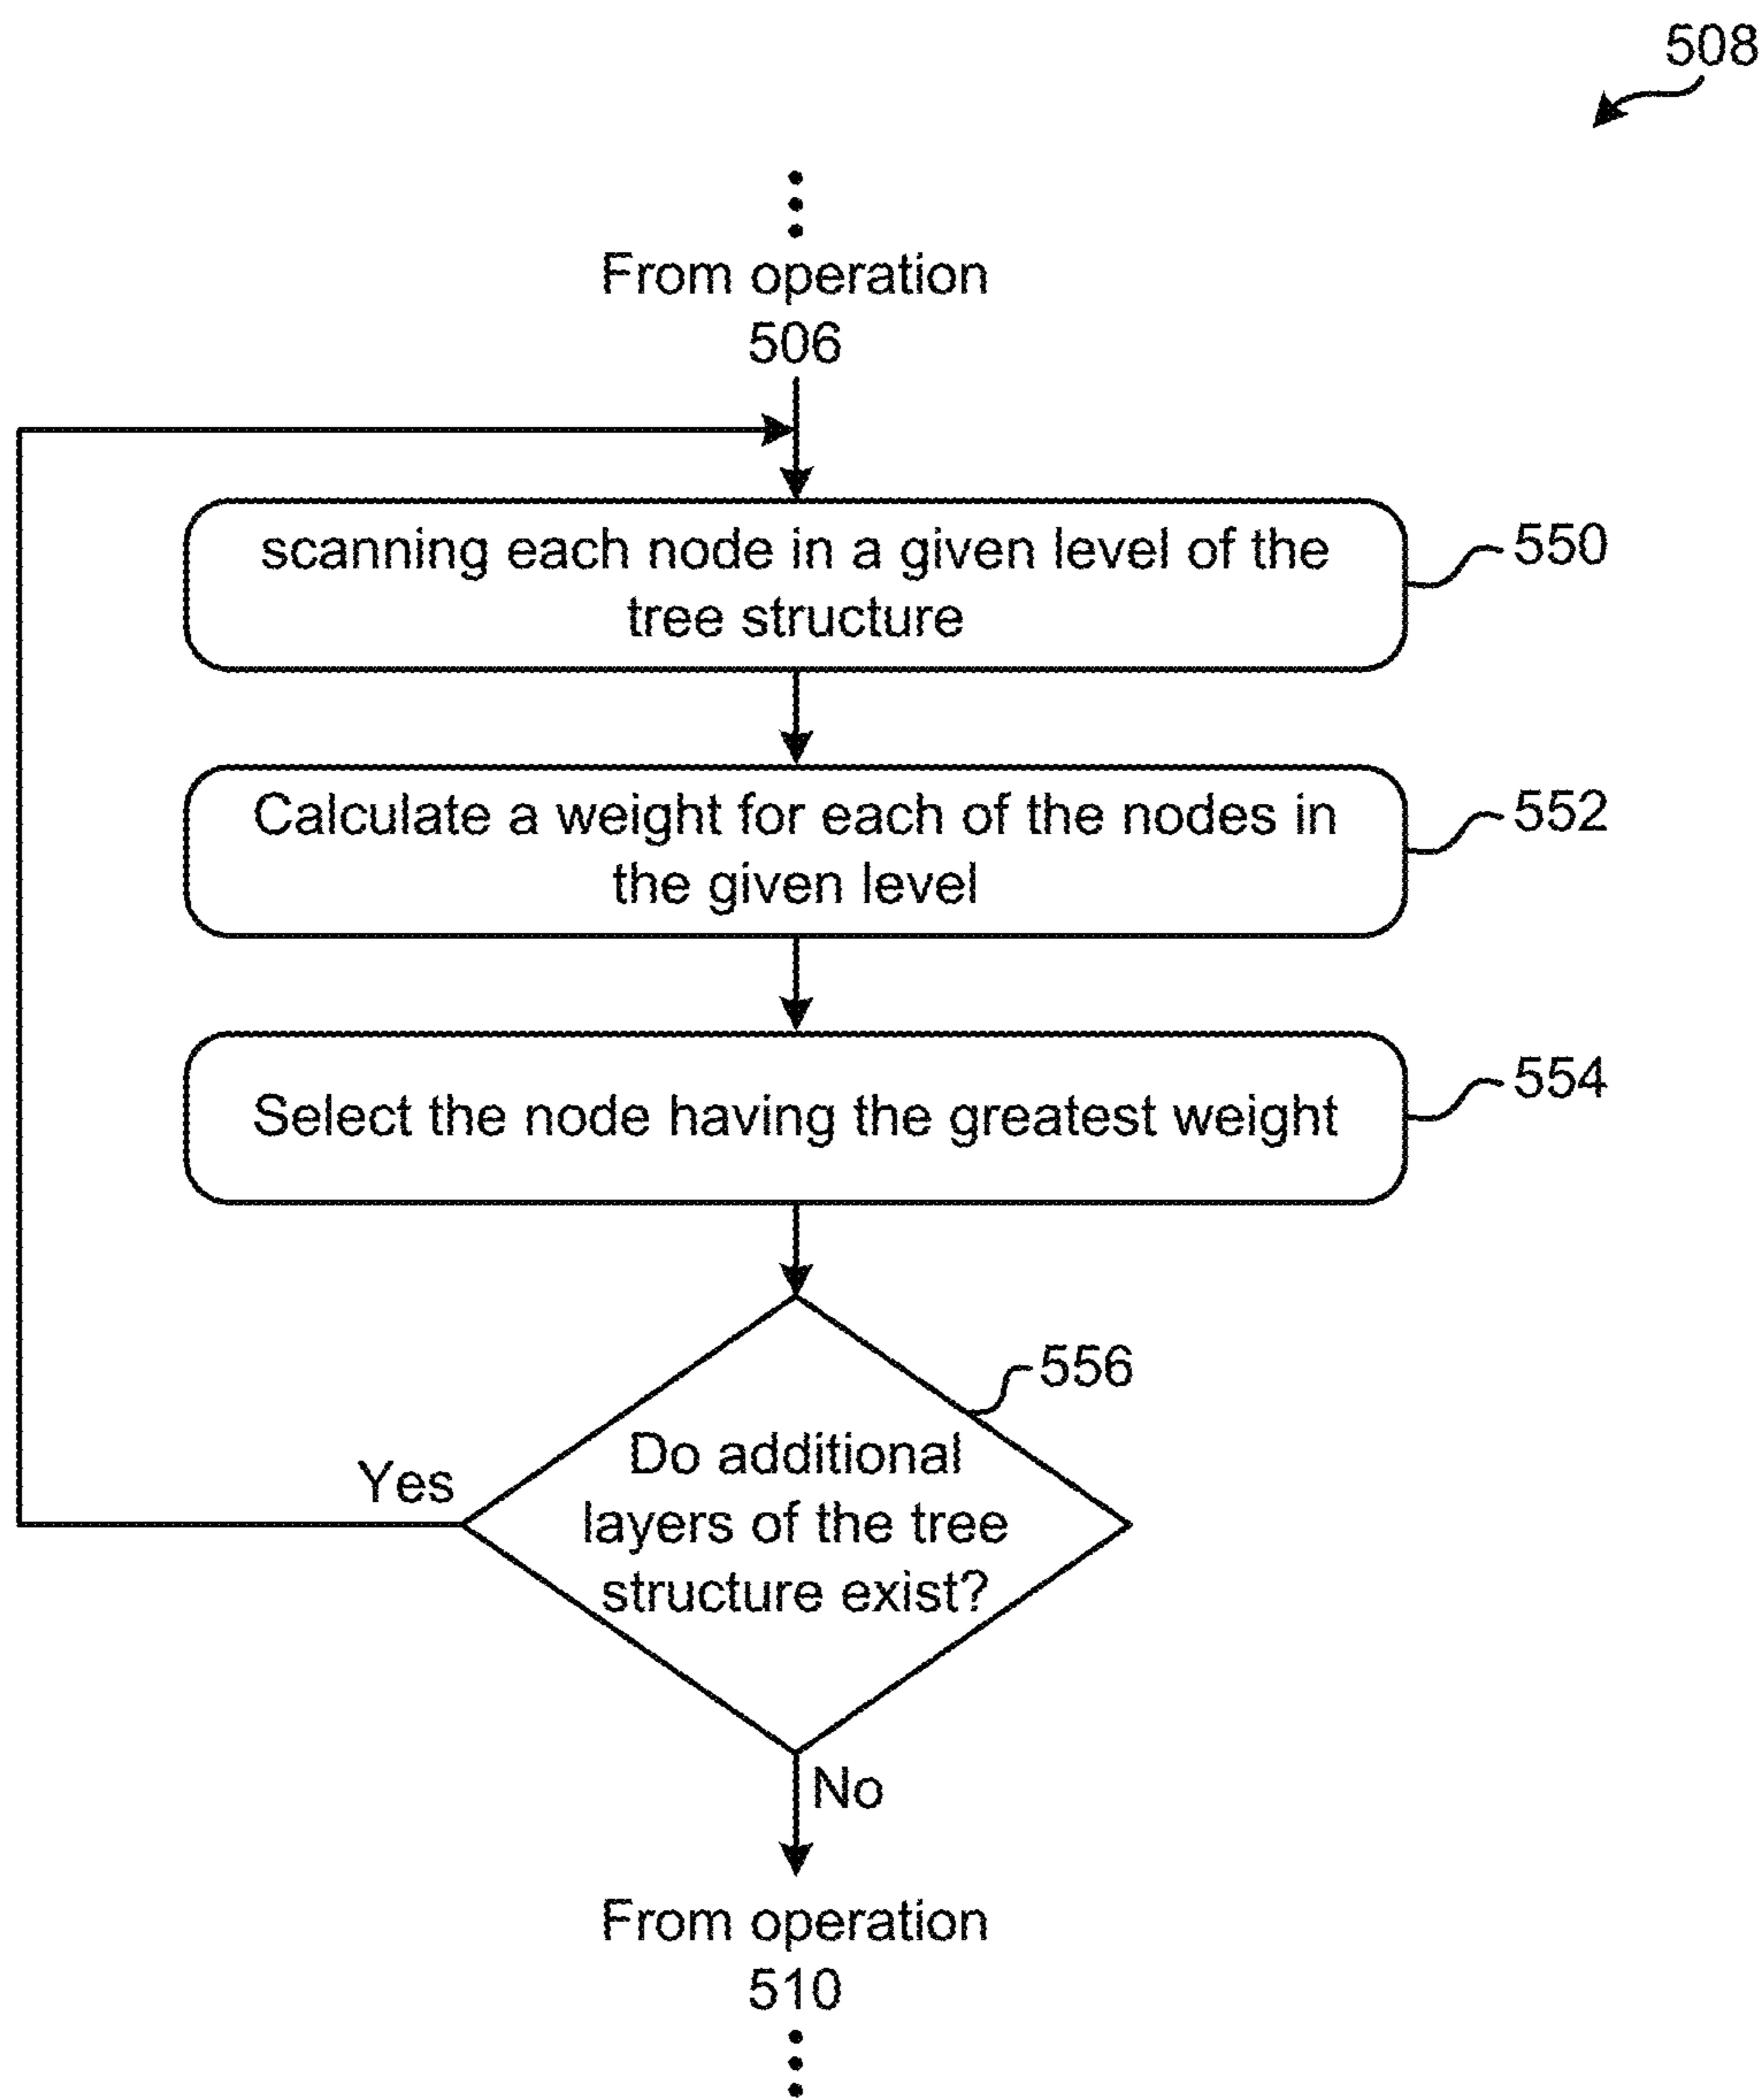 508
From operation
506
scanning each node in a given level of the
tree structure
550
Calculate a weight for each of the nodes in
the given level
552
Select the node having the greatest weight
554
556
Do additional
layers of the tree
structure exist?
Yes
No
From operation
510